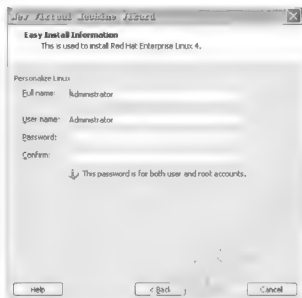 New Virtual Machine Wizard
Easy Install Information
This is used to install Red Hat Enterprise Linux 4.
Personalize Linux
Full name: Administrator
User name: Administrator
Password:
Confirm:
This password is for both user and root accounts.
Help < Back Cancel